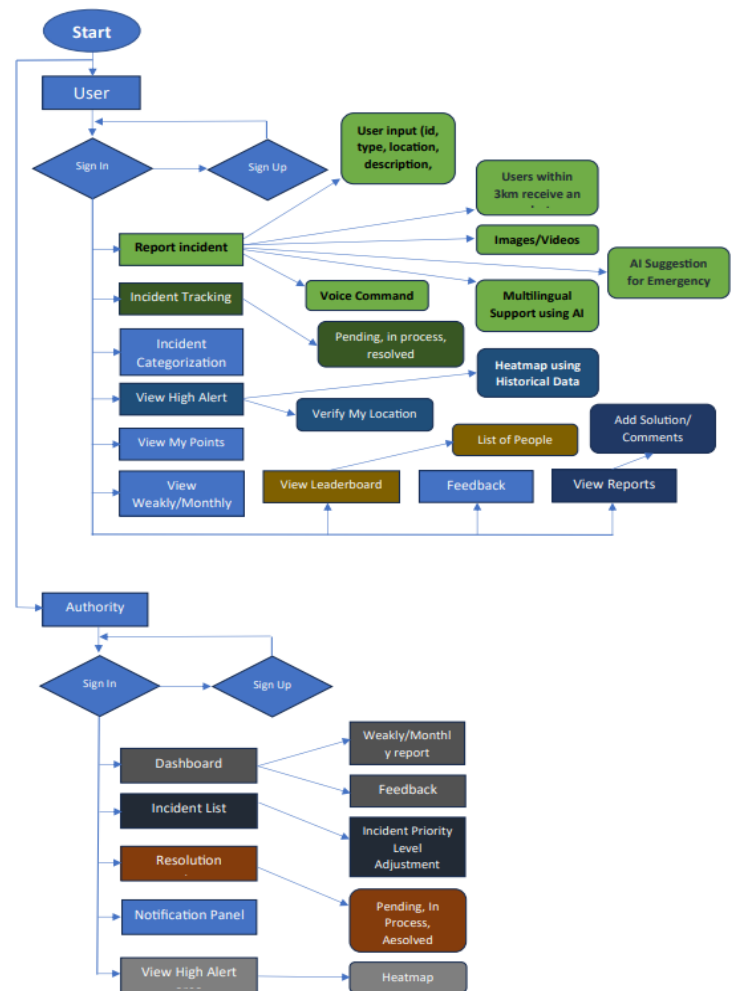 Start
User
Sign In
Sign Up
User input (id,
type, location,
description,
Users within
3km receive an
Report incident
Images/Videos
AI Suggestion
for Emergency
Incident Tracking
Voice Command
Multilingual
Support using AI
Pending, in process,
resolved
Incident
Categorization
Heatmap using
Historical Data
View High Alert
Verify My Location
Add Solution/
Comments
View My Points
List of People
View
Weakly/Monthly
View Leaderboard
Feedback
View Reports
Authority
Sign In
Sign Up
Weakly/Monthl
y report
Dashboard
Feedback
Incident List
Incident Priority
Level
Adjustment
Resolution
Pending, In
Process,
Aesolved
Notification Panel
View High Alert
Heatmap